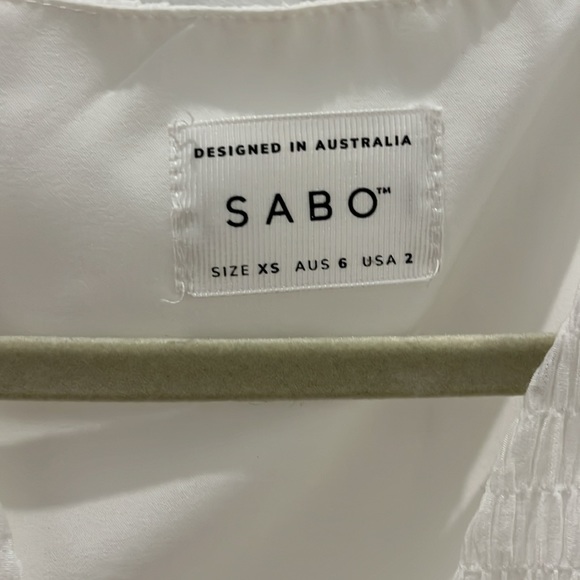 DESIGNED IN AUSTRALIA
SABO™
SIZE XS AUS 6 USA 2